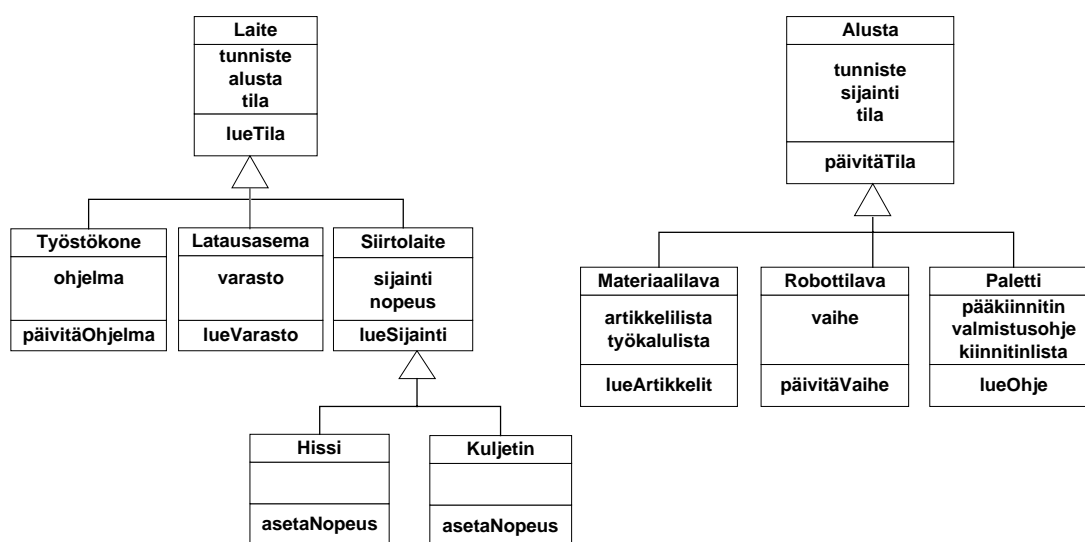 Laite
tunniste
alusta
tila
lueTila
Alusta
tunniste
sijainti
tila
päivitäTila
Työstökone
ohjelma
päivitäOhjelma
Latausasema
varasto
lueVarasto
Siirtolaite
sijainti
nopeus
lueSijainti
Materiaalilava
artikkelilista
työkalulista
lueArtikkelit
Robottilava
vaihe
päivitäVaihe
Paletti
pääkiinnitin
valmistusohje
kiinnitinlista
lueOhje
Hissi
asetaNopeus
Kuljetin
asetaNopeus